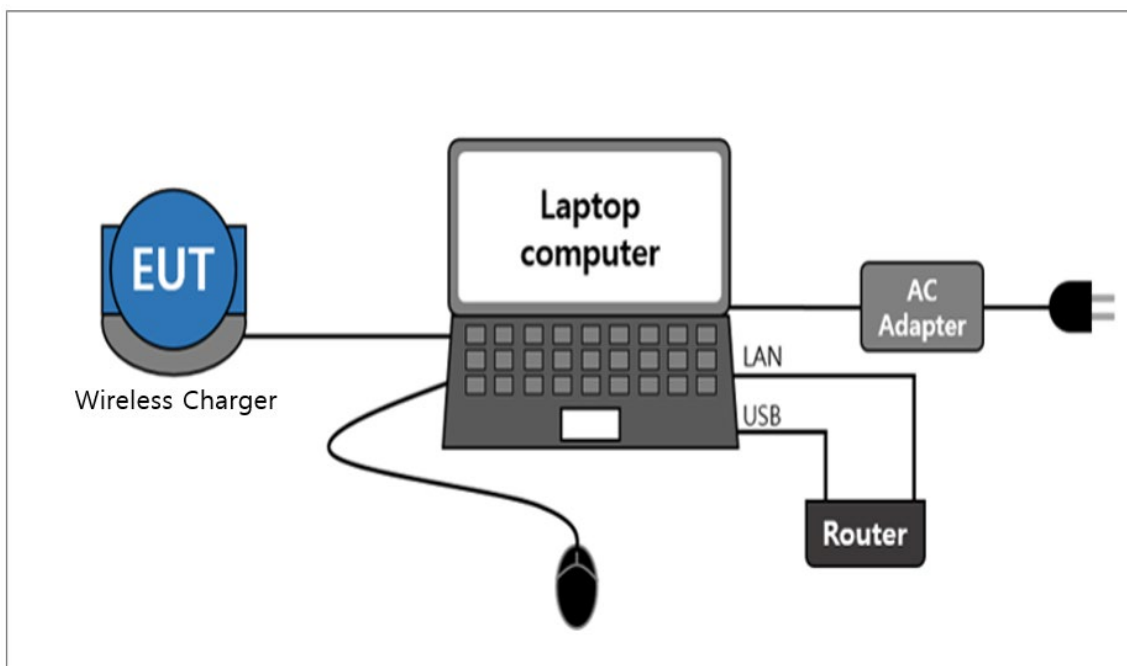 Laptop
computer
EUT
AC
Adapter
LAN
Wireless Charger
USB
Router